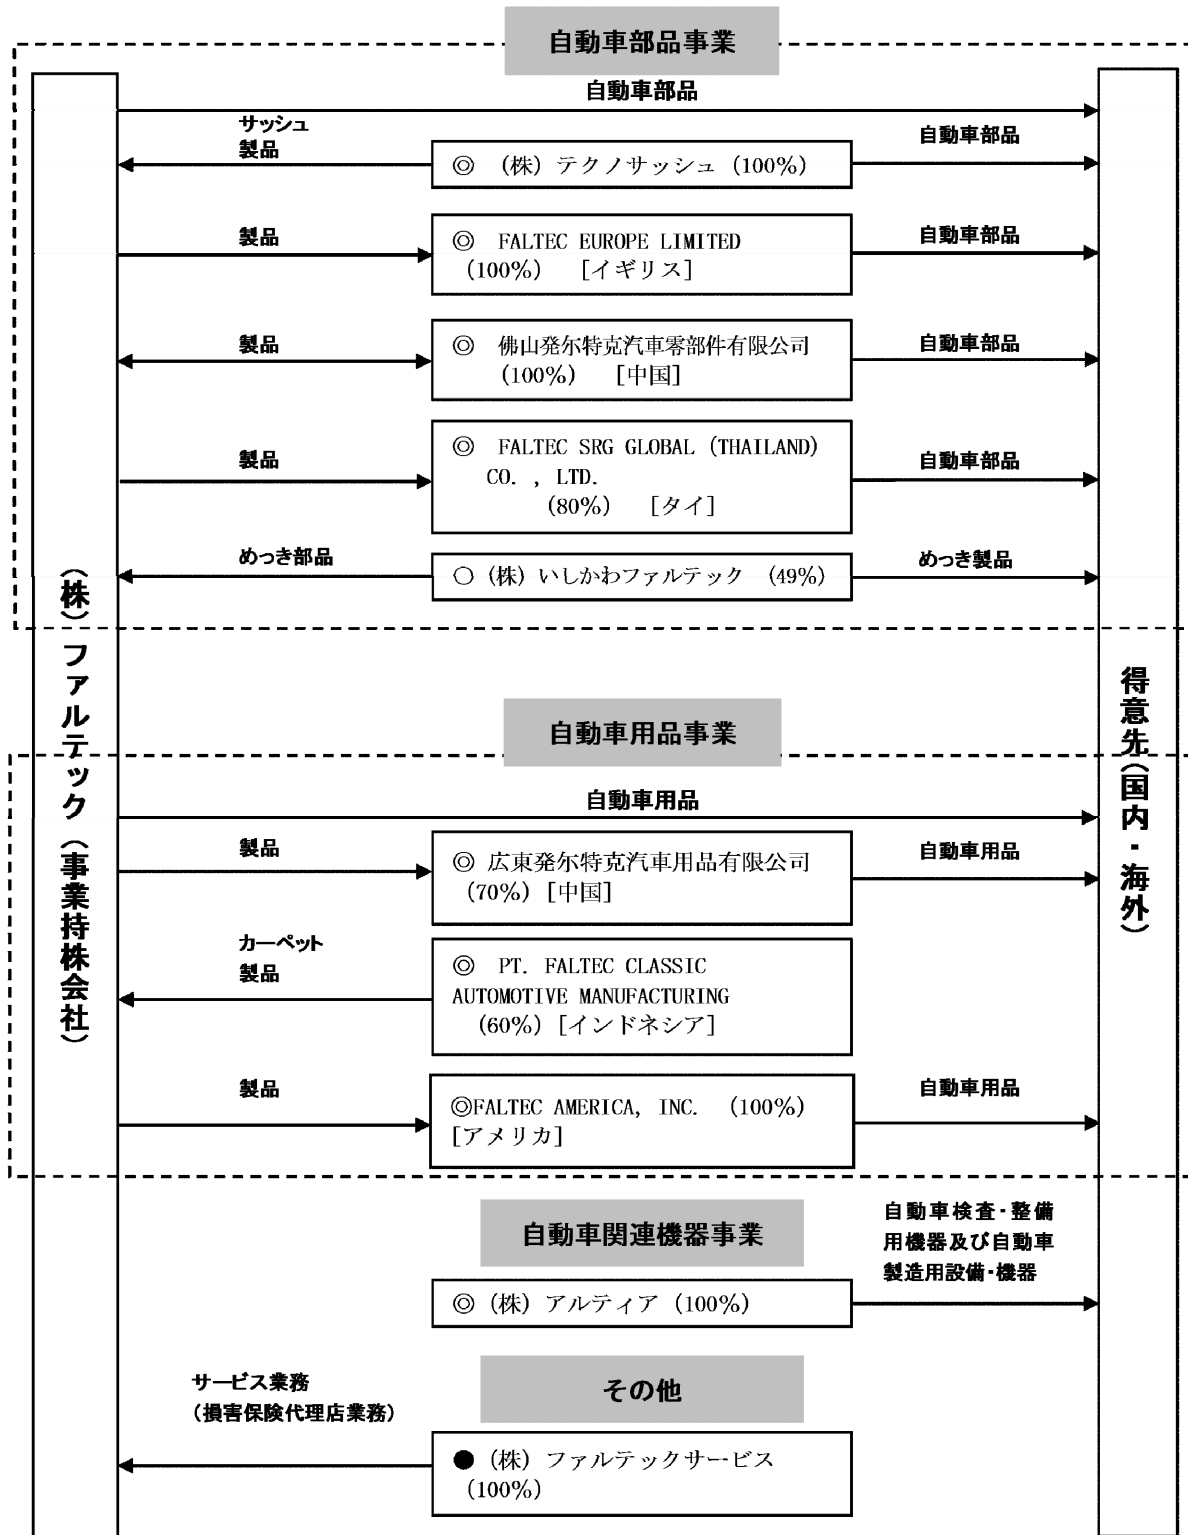 自動車部品事業
自動車部品
サッシュ
製品
◎ (株) テクノサッシュ (100%)
自動車部品
製品
◎ FALTEC EUROPE LIMITED
(100%) [イギリス]
自動車部品
製品
◎ 佛山発尓特克汽車零部件有限公司
(100%) [中国]
自動車部品
製品
◎ FALTEC SRG GLOBAL (THAILAND)
CO. , LTD.
(80%) [タイ]
自動車部品
めっき部品
○ (株) いしかわファルテック (49%)
めっき製品
(株)ファルテック(事業持株会社)
得意先(国内・海外)
自動車用品事業
自動車用品
製品
◎ 広東発尓特克汽車用品有限公司
(70%) [中国]
自動車用品
カーペット
製品
◎ PT. FALTEC CLASSIC
AUTOMOTIVE MANUFACTURING
(60%) [インドネシア]
製品
◎FALTEC AMERICA, INC. (100%)
[アメリカ]
自動車用品
自動車関連機器事業
自動車検査・整備
用機器及び自動車
製造用設備・機器
◎ (株) アルティア (100%)
その他
サービス業務
(損害保険代理店業務)
● (株) ファルテックサービス
(100%)